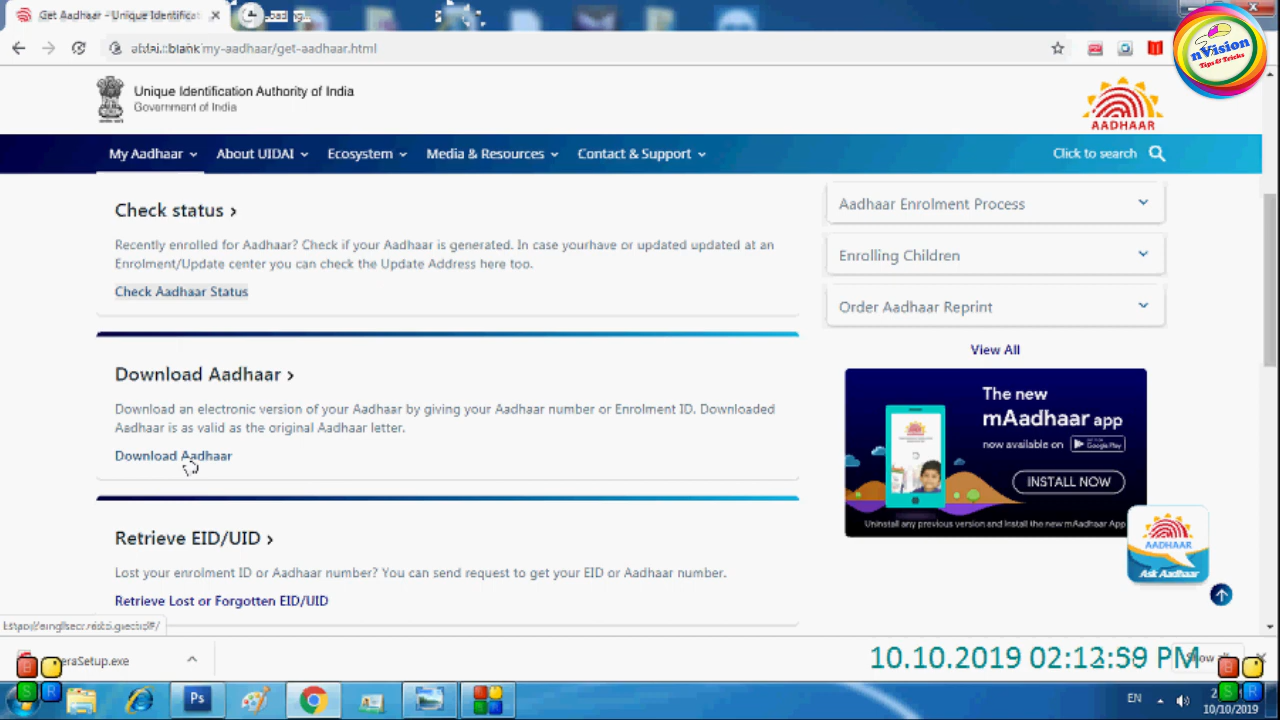 Get Aadhaar - Unique Identificat
nVision
Tips & Tricks
my-aadhaar/get-aadhaar.html
Unique Identification Authority of India
Government of India
AADHAAR
My Aadhaar
About UIDAI
Ecosystem
Media & Resources
Contact & Support
Click to search
Check status >
Recently enrolled for Aadhaar? Check if your Aadhaar is generated. In case yourhave or updated updated at an
Enrolment/Update center you can check the Update Address here too.
Check Aadhaar Status
Aadhaar Enrolment Process
Enrolling Children
Order Aadhaar Reprint
View All
Download Aadhaar >
Download an electronic version of your Aadhaar by giving your Aadhaar number or Enrolment ID. Downloaded
Aadhaar is as valid as the original Aadhaar letter.
Download Aadhaar
The new
mAadhaar app
now available on
Google Play
INSTALL NOW
Uninstall any previous version and install the new mAadhaar App
Retrieve EID/UID >
Lost your enrolment ID or Aadhaar number? You can send request to get your EID or Aadhaar number.
Retrieve Lost or Forgotten EID/UID
AADHAAR
Ask Aadhaar
eraSetup.exe
10.10.2019 02:12:59 PM
Show
B
S R
Ps
EN
B
S R
10/10/2019